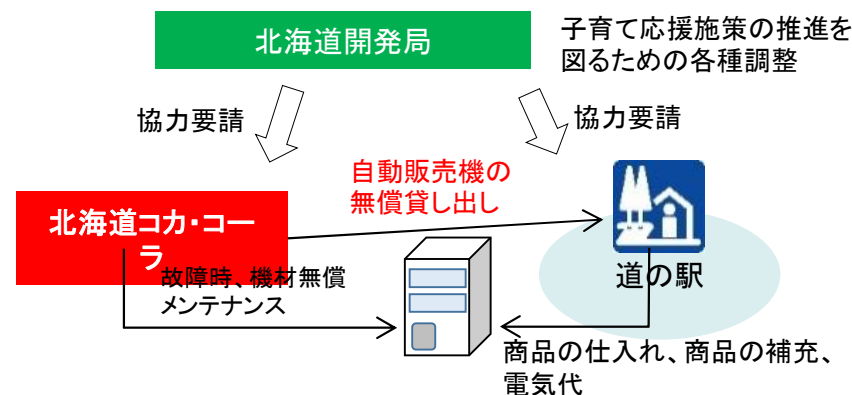 北海道開発局
子育て応援施策の推進を
図るための各種調整
協力要請
協力要請
自動販売機の
無償貸し出し
北海道コカ・コー
ラ
道の駅
故障時、機材無償
メンテナンス
商品の仕入れ、商品の補充、
電気代